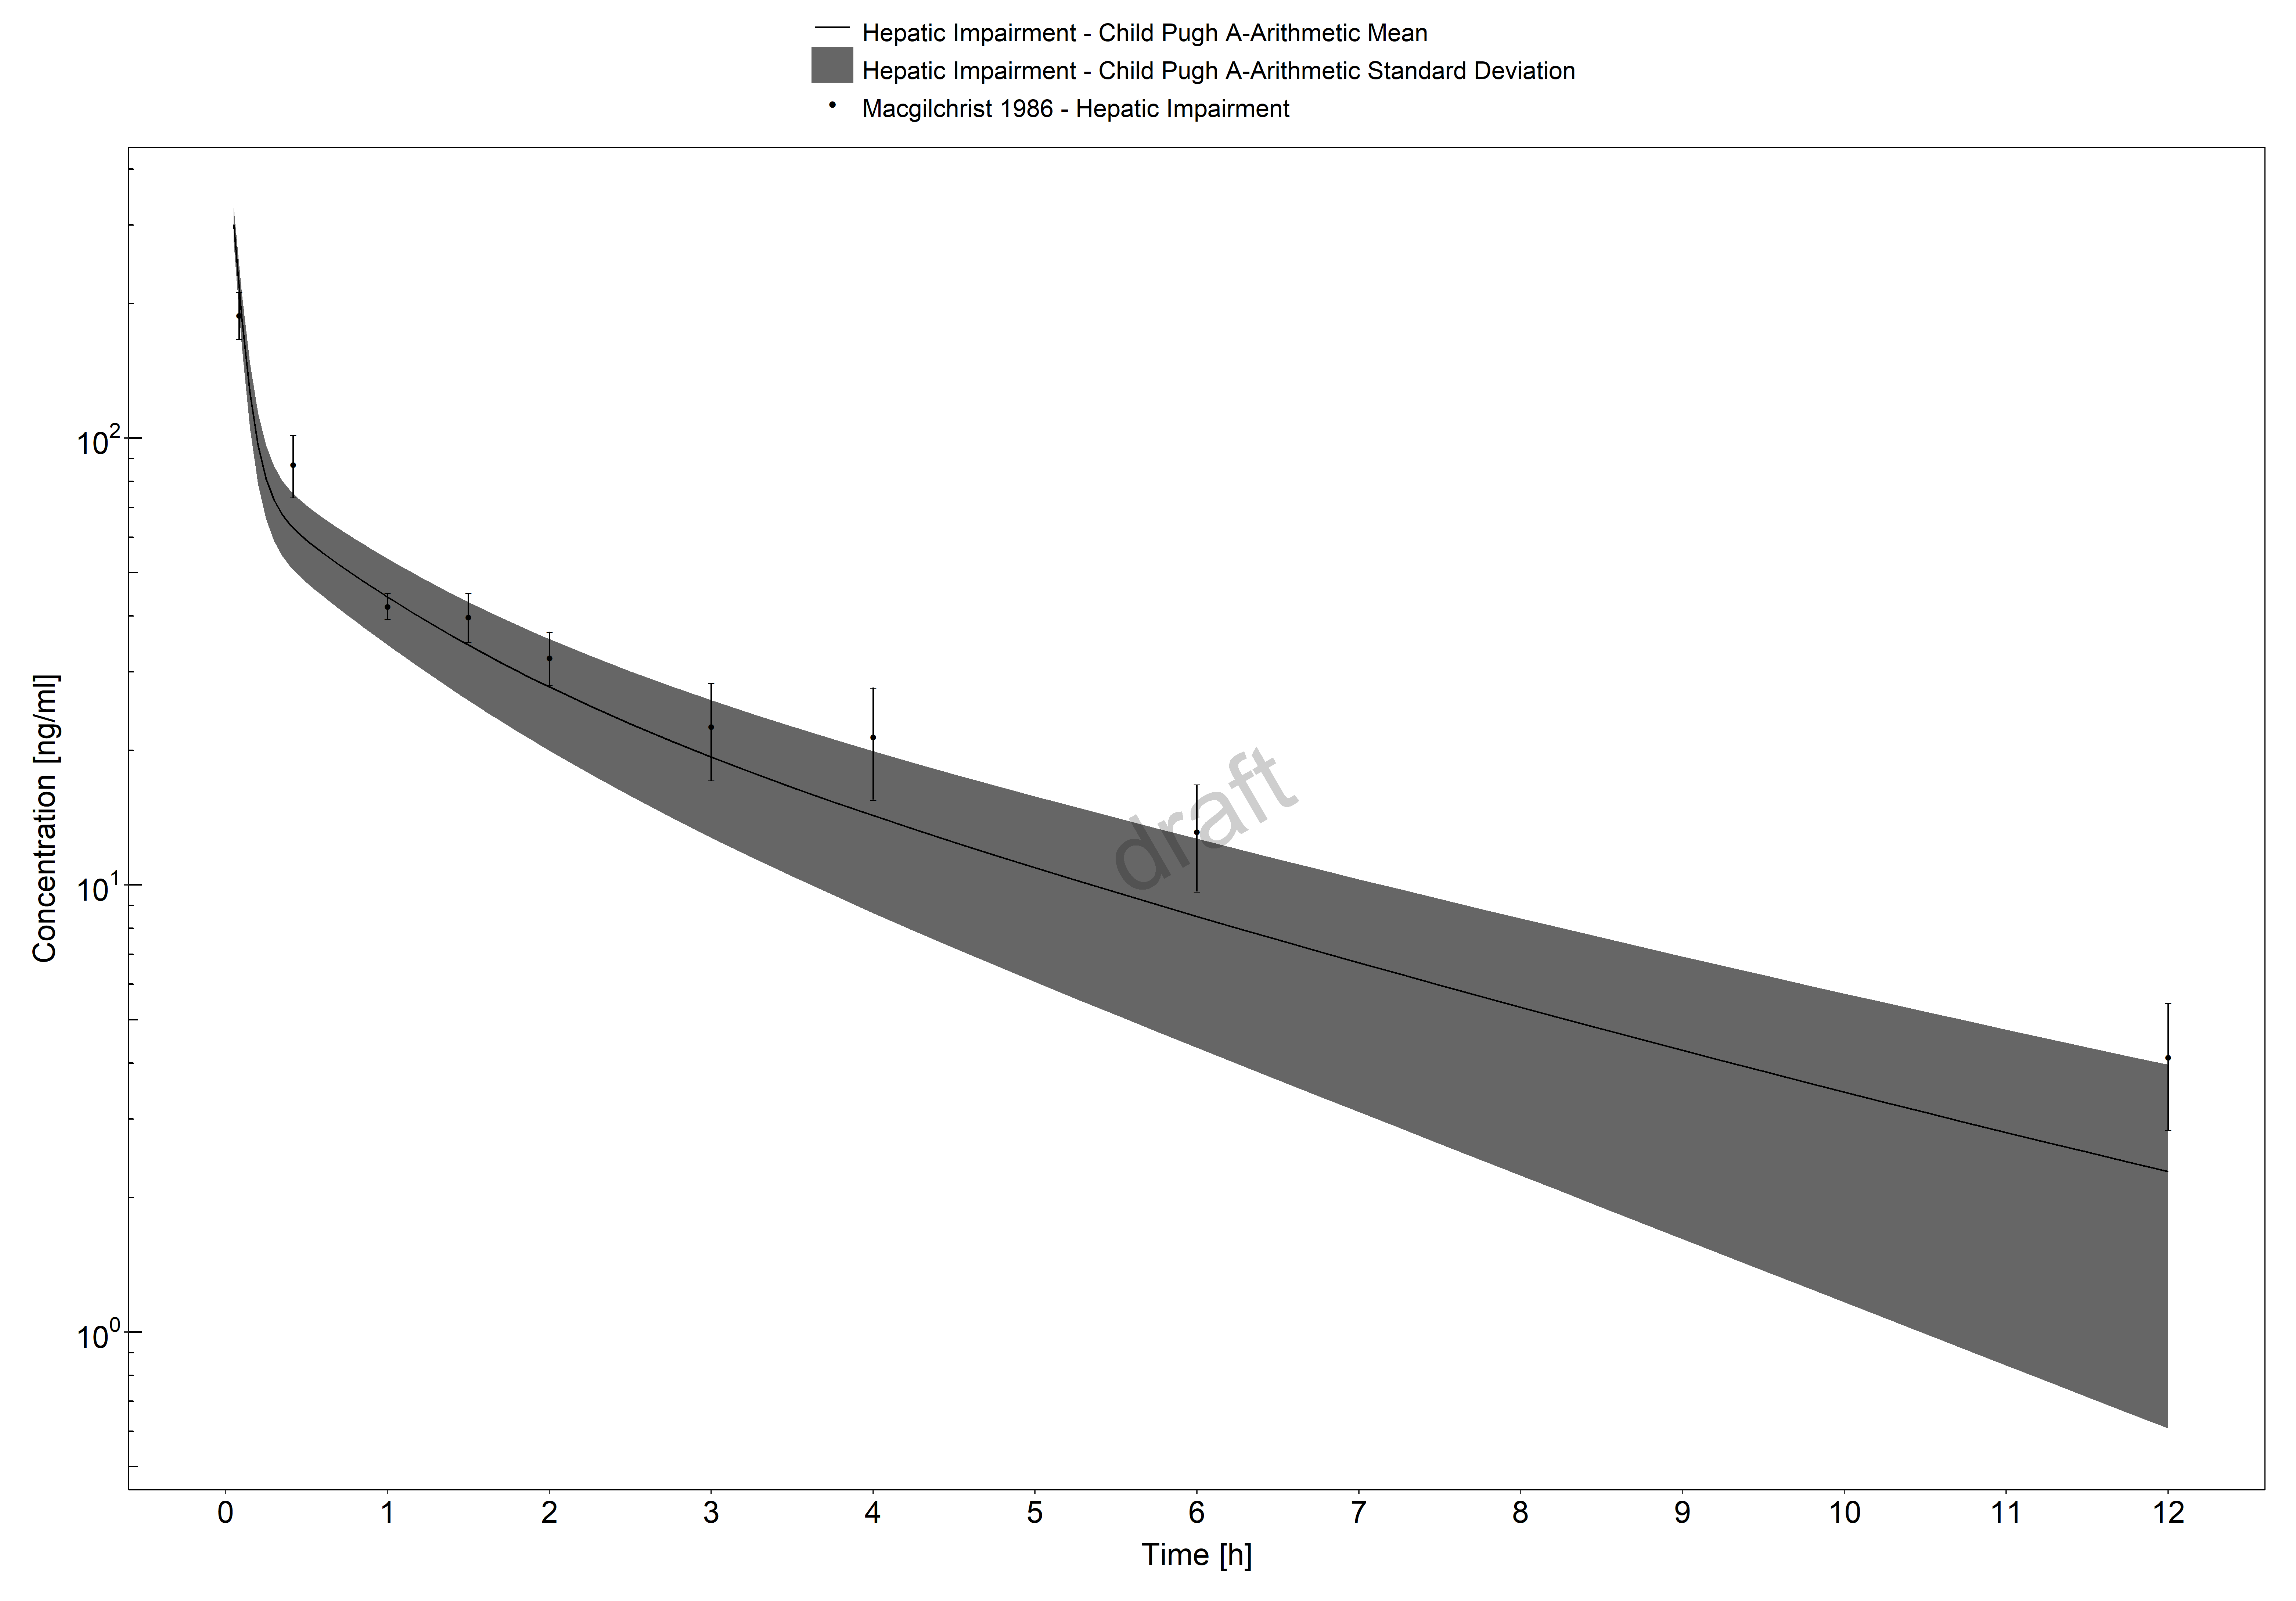 Hepatic Impairment - Child Pugh A-Arithmetic Mean
Hepatic Impairment - Child Pugh A-Arithmetic Standard Deviation
Macgilchrist 1986 - Hepatic Impairment
Concentration [ng/ml]
10²
10¹
10⁰
draft
0 1 2 3 4 5 6 7 8 9 10 11 12
Time [h]